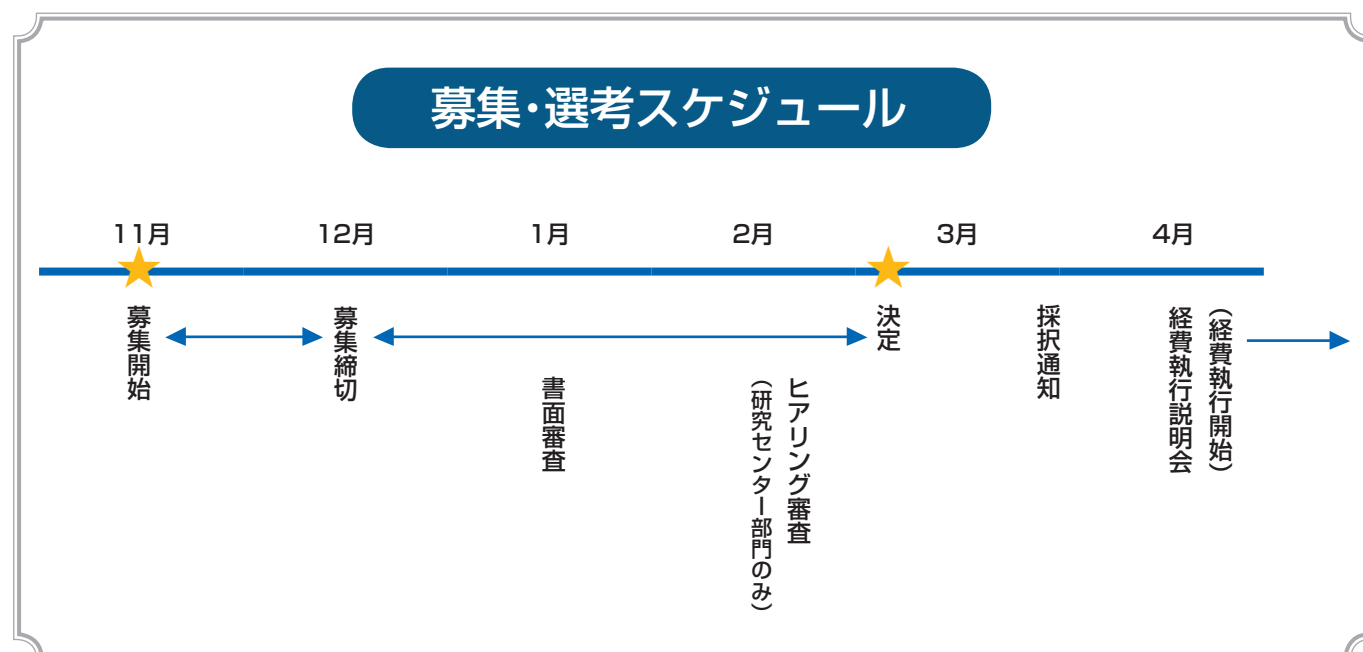 募集・選考スケジュール
11月
12月
1月
2月
3月
4月
募集開始
募集締切
書面審査
ヒアリング審査
（研究センター部門のみ）
決定
採択通知
（経費執行開始）
経費執行説明会